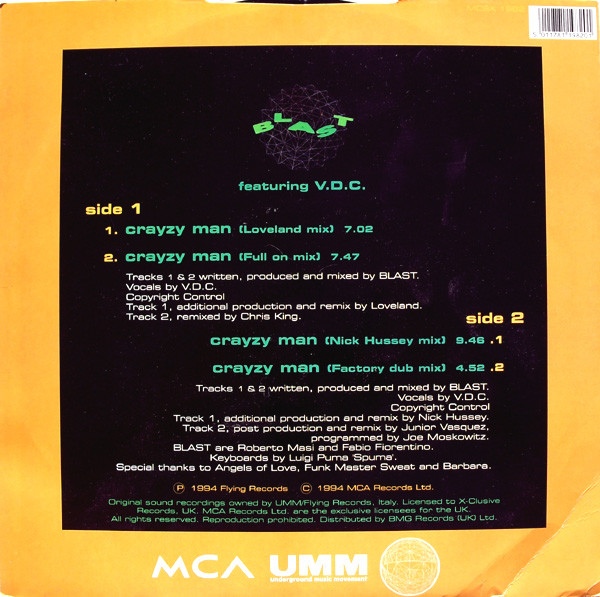 BLAST
featuring V.D.C.
side 1
1. crayzy man (Loveland mix) 7.02
2. crayzy man (Full on mix) 7.47
Tracks 1 & 2 written, produced and mixed by BLAST.
Vocals by V.D.C.
Copyright Control
Track 1, additional production and remix by Loveland.
Track 2, remixed by Chris King.
side 2
crayzy man (Nick Hussey mix) 9.46 .1
crayzy man (Factory dub mix) 4.52 .2
Tracks 1 & 2 written, produced and mixed by BLAST.
Vocals by V.D.C.
Copyright Control
Track 1, additional production and remix by Nick Hussey.
Track 2, post production and remix by Junior Vasquez,
programmed by Joe Moskowitz.
BLAST are Roberto Masi and Fabio Fiorentino.
Keyboards by Luigi Puma 'Spuma'.
Special thanks to Angels of Love, Funk Master Sweat and Barbara.
Ⓟ 1994 Flying Records © 1994 MCA Records Ltd.
Original sound recordings owned by UMM/Flying Records, Italy. Licensed to X-Clusive
Records, UK. MCA Records Ltd. are the exclusive licensees for the UK.
All rights reserved. Reproduction prohibited. Distributed by BMG Records (UK) Ltd.
MCA UMM
underground music movement